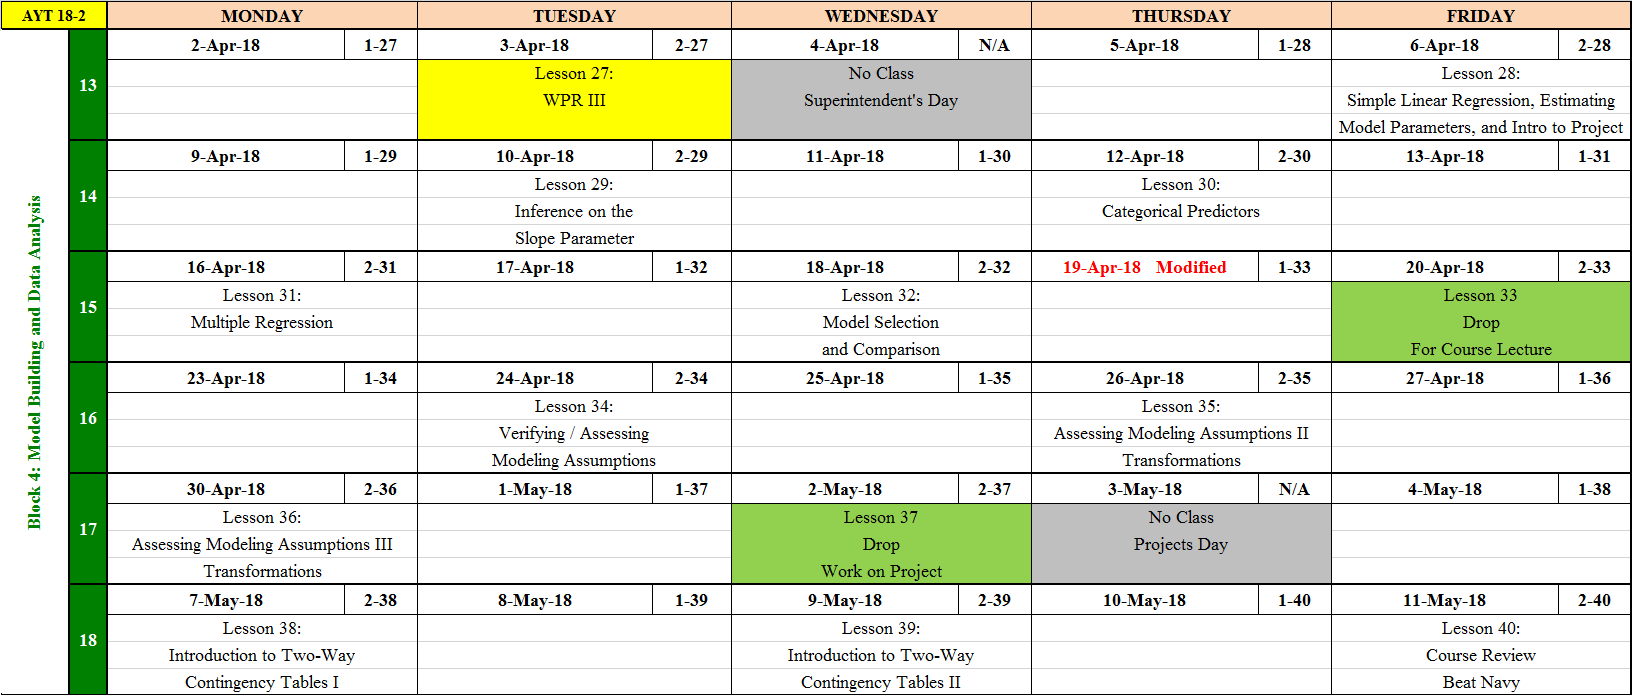 AYT 18-2 MONDAY TUESDAY WEDNESDAY THURSDAY FRIDAY
Block 4: Model Building and Data Analysis
13
2-Apr-18 1-27 3-Apr-18 2-27 4-Apr-18 N/A 5-Apr-18 1-28 6-Apr-18 2-28
Lesson 27: No Class Lesson 28:
WPR III Superintendent's Day Simple Linear Regression, Estimating
Model Parameters, and Intro to Project
14
9-Apr-18 1-29 10-Apr-18 2-29 11-Apr-18 1-30 12-Apr-18 2-30 13-Apr-18 1-31
Lesson 29: Lesson 30:
Inference on the Categorical Predictors
Slope Parameter
15
16-Apr-18 2-31 17-Apr-18 1-32 18-Apr-18 2-32 19-Apr-18 Modified 1-33 20-Apr-18 2-33
Lesson 31: Lesson 32: Lesson 33
Multiple Regression Model Selection Drop
and Comparison For Course Lecture
16
23-Apr-18 1-34 24-Apr-18 2-34 25-Apr-18 1-35 26-Apr-18 2-35 27-Apr-18 1-36
Lesson 34: Lesson 35:
Verifying / Assessing Assessing Modeling Assumptions II
Modeling Assumptions Transformations
17
30-Apr-18 2-36 1-May-18 1-37 2-May-18 2-37 3-May-18 N/A 4-May-18 1-38
Lesson 36: Lesson 37 No Class
Assessing Modeling Assumptions III Drop Projects Day
Transformations Work on Project
18
7-May-18 2-38 8-May-18 1-39 9-May-18 2-39 10-May-18 1-40 11-May-18 2-40
Lesson 38: Lesson 39: Lesson 40:
Introduction to Two-Way Introduction to Two-Way Course Review
Contingency Tables I Contingency Tables II Beat Navy